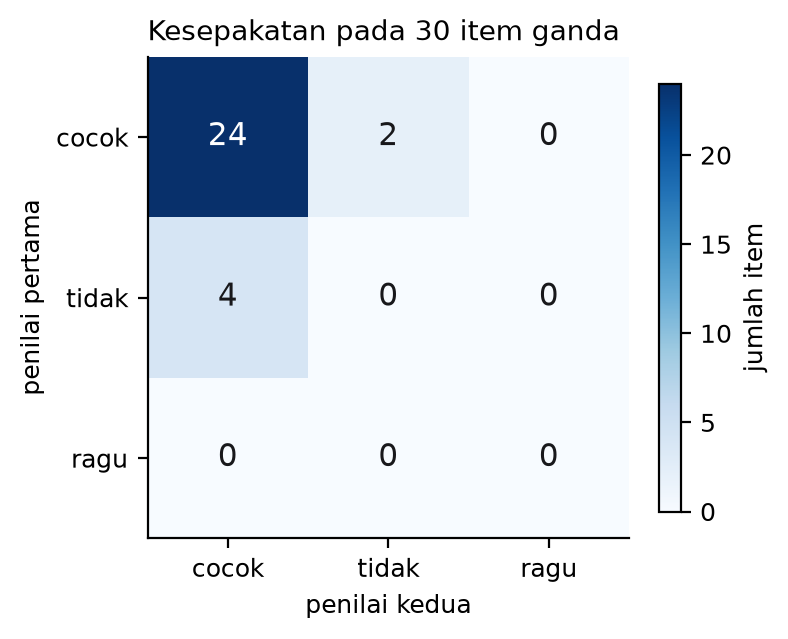 Kesepakatan pada 30 item ganda
cocok 24 2 0
tidak 4 0 0
ragu 0 0 0
cocok tidak ragu
penilai kedua
penilai pertama
20
15
10
5
0
jumlah item